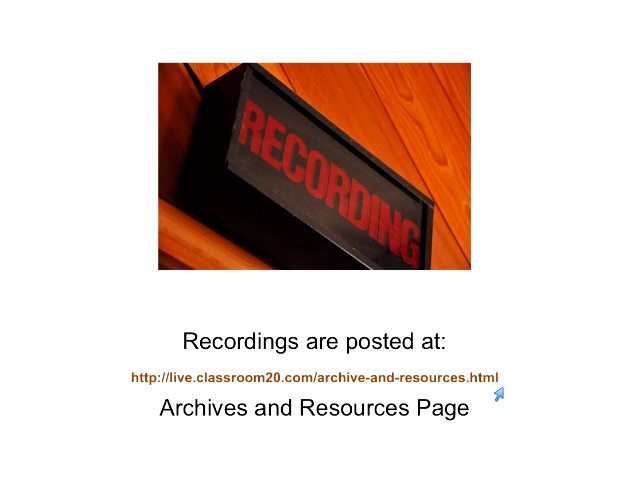 RECORDING
Recordings are posted at:
http://live.classroom20.com/archive-and-resources.html
Archives and Resources Page